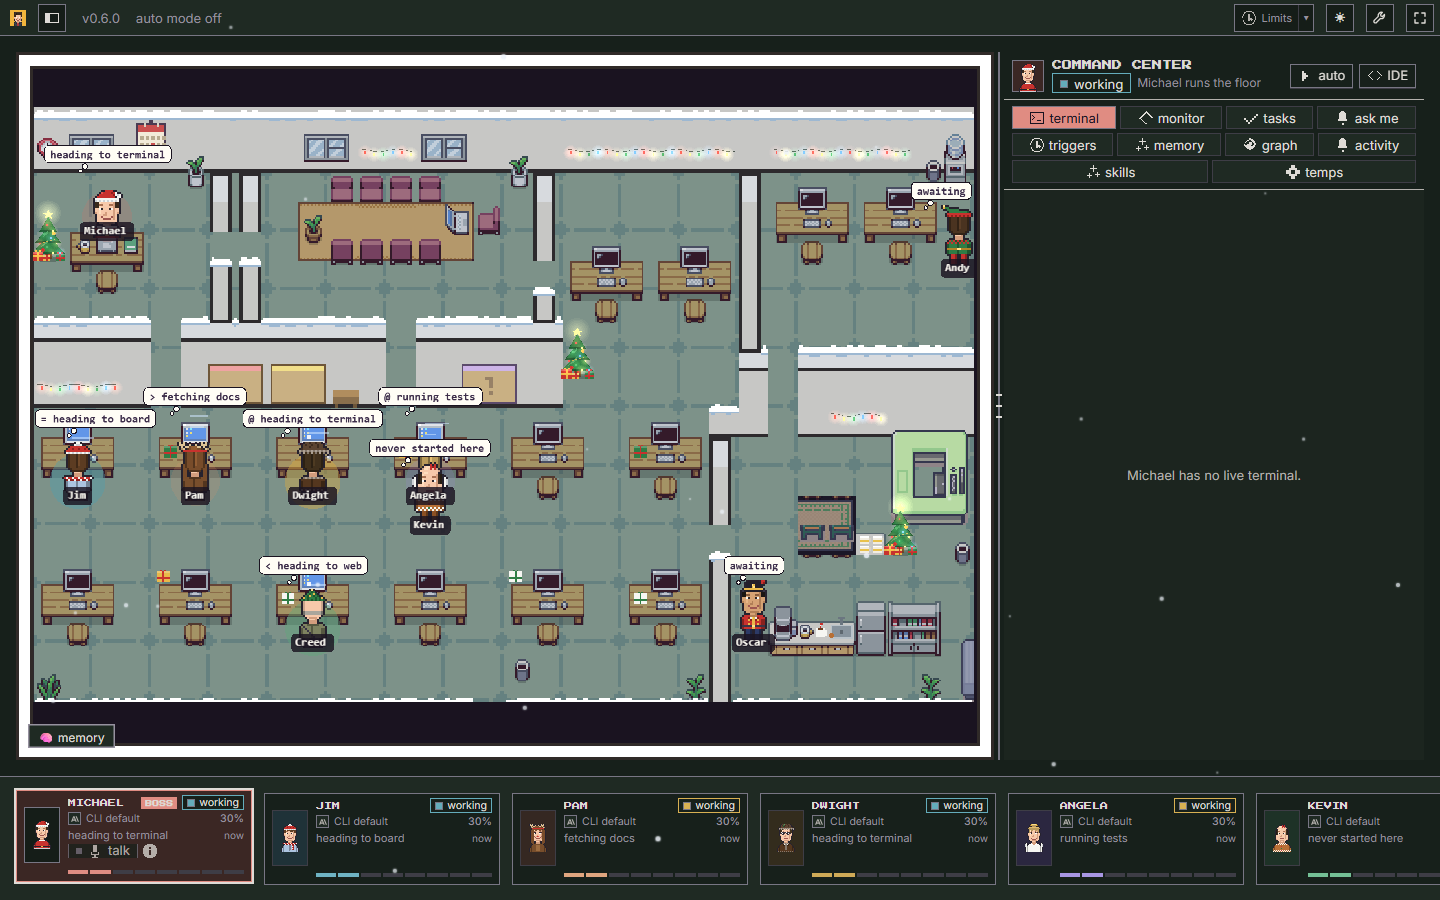 v0.6.0 auto mode off
Limits
COMMAND CENTER
working Michael runs the floor
auto
IDE
terminal
monitor
tasks
ask me
triggers
memory
graph
activity
skills
temps
heading to terminal
awaiting
Michael
Andy
> fetching docs
@ running tests
= heading to board
@ heading to terminal
never started here
Jim
Pam
Dwight
Angela
Kevin
Michael has no live terminal.
< heading to web
awaiting
Creed
Oscar
memory
MICHAEL BOSS working
CLI default 30%
heading to terminal now
talk
JIM working
CLI default 30%
heading to board now
PAM working
CLI default 30%
fetching docs now
DWIGHT working
CLI default 30%
heading to terminal now
ANGELA working
CLI default 30%
running tests now
KEVIN
CLI default
never started here